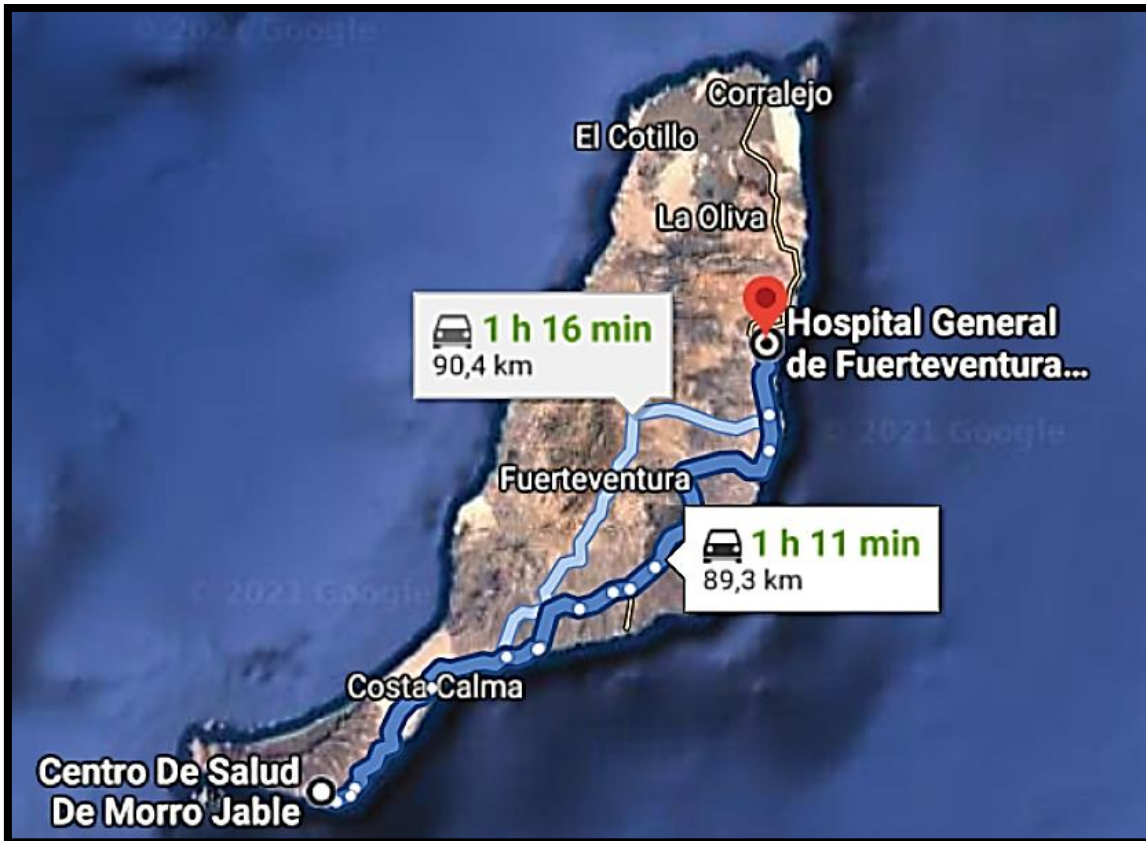 © 2021 Google
Corralejo
El Cotillo
La Oliva
1 h 16 min
90,4 km
Hospital General
de Fuerteventura...
© 2021 Google
Fuerteventura
1 h 11 min
89,3 km
© 2021 Google
Costa Calma
Centro De Salud
De Morro Jable